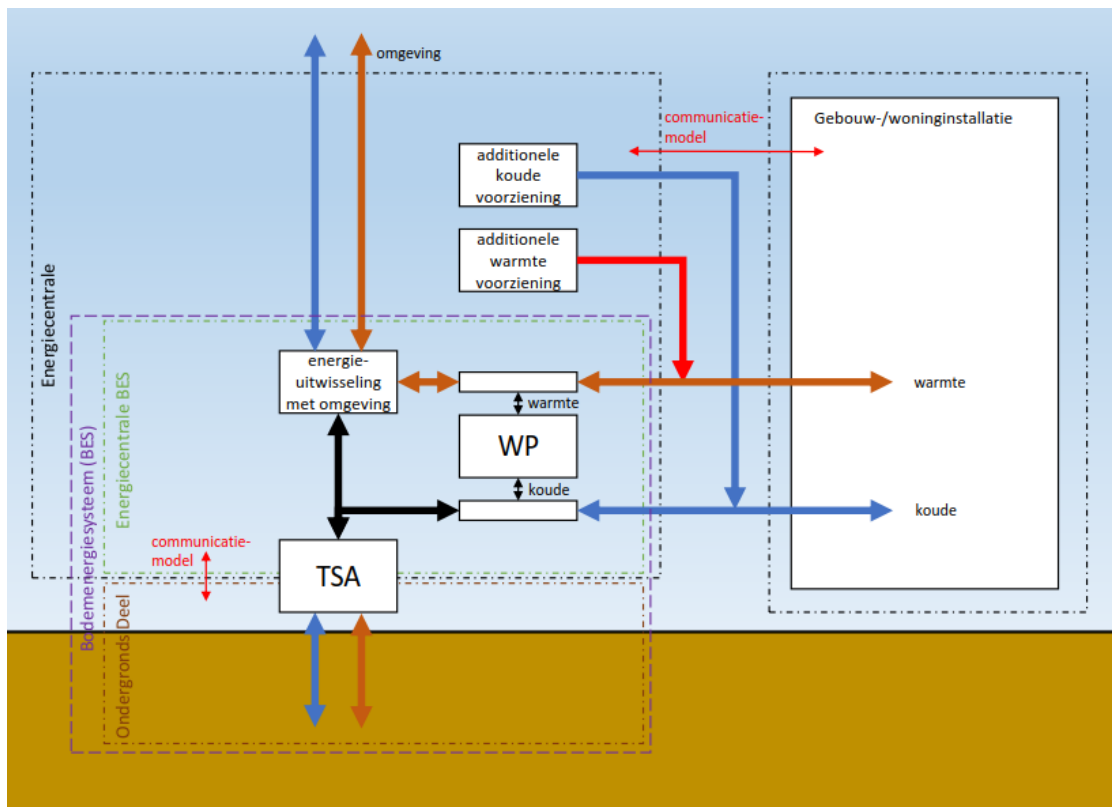 omgeving
communicatie-
model
Gebouw-/woninginstallatie
additionele
koude
voorziening
additionele
warmte
voorziening
Energiecentrale
Bodemenergiesysteem (BES)
Energiecentrale BES
energie-
uitwisseling
met omgeving
warmte
warmte
WP
koude
koude
communicatie-
model
TSA
Ondergronds Deel